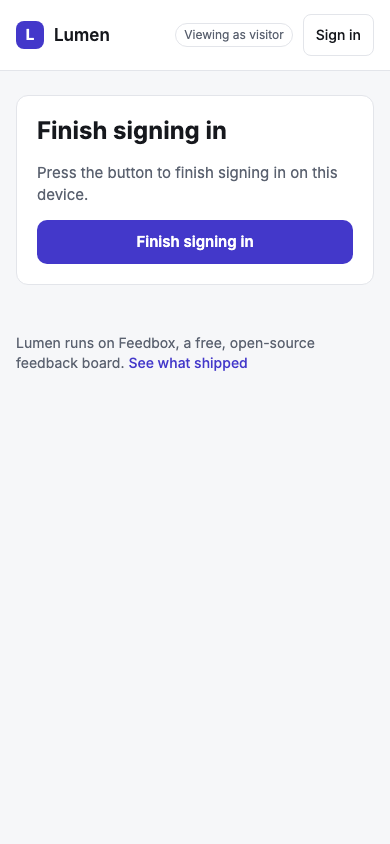 L Lumen Viewing as visitor Sign in
Finish signing in
Press the button to finish signing in on this
device.
Finish signing in
Lumen runs on Feedbox, a free, open-source
feedback board. See what shipped